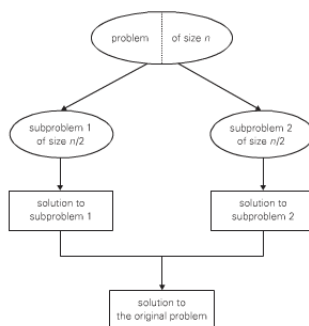 problem of size n
subproblem 1
of size n/2
subproblem 2
of size n/2
solution to
subproblem 1
solution to
subproblem 2
solution to
the original problem